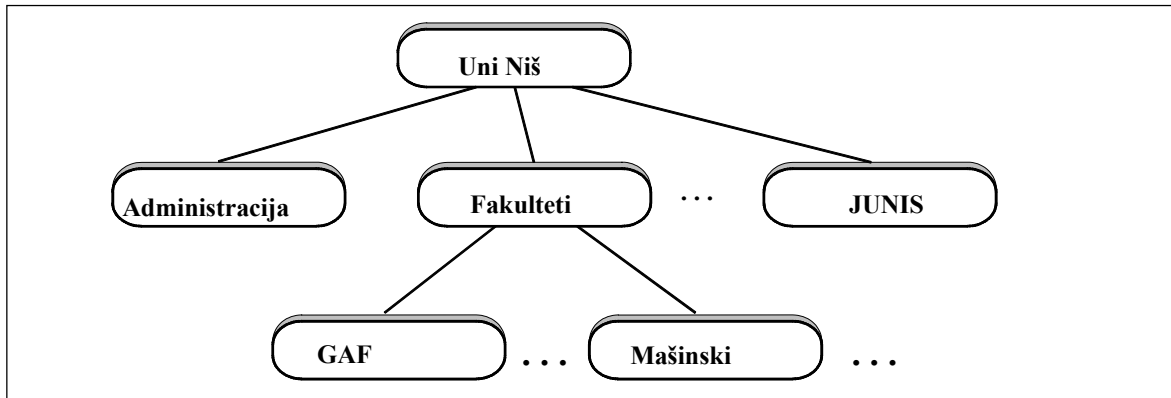 Uni Niš
Administracija
Fakulteti
. . .
JUNIS
GAF
. . .
Mašinski
. . .